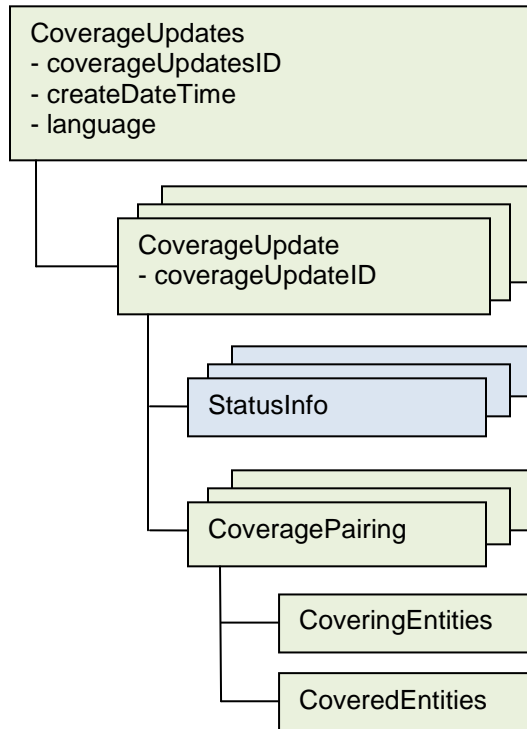 CoverageUpdates
- coverageUpdatesID
- createDateTime
- language
CoverageUpdate
- coverageUpdateID
StatusInfo
CoveragePairing
CoveringEntities
CoveredEntities